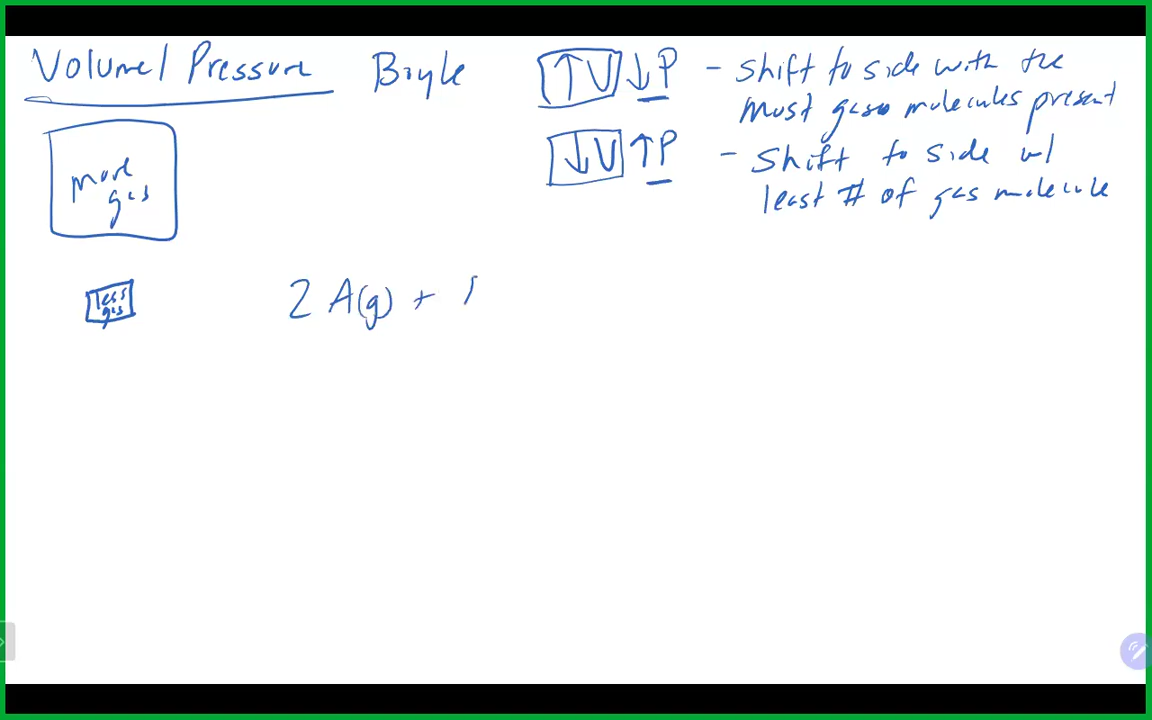 Volume/Pressure Boyle
↑V ↓P - Shift to side with the
most gas molecules present
↓V ↑P - Shift to side w/
least # of gas molecule
more
gas
less
gas
2 A(g) +